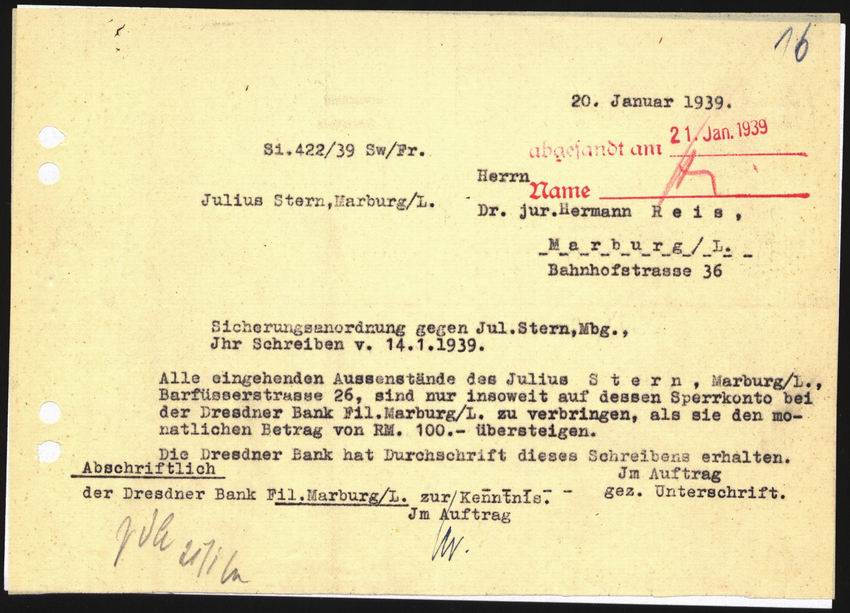 16
20. Januar 1939.
abgesandt am 21. Jan. 1939
Si.422/39 Sw/Fr.
Herrn
Name
Julius Stern,Marburg/L.
Dr. jur.Hermann R e i s ,
M a r b u r g / L.
Bahnhofstrasse 36
Sicherungsanordnung gegen Jul.Stern,Mbg.,
Jhr Schreiben v. 14.1.1939.
Alle eingehenden Aussenstände des Julius S t e r n , Marburg/L.,
Barfüsserstrasse 26, sind nur insoweit auf dessen Sperrkonto bei
der Dresdner Bank Fil.Marburg/L. zu verbringen, als sie den mo-
natlichen Betrag von RM. 100.- übersteigen.
Die Dresdner Bank hat Durchschrift dieses Schreibens erhalten.
Abschriftlich
Jm Auftrag
gez. Unterschrift.
der Dresdner Bank Fil.Marburg/L. zur/Kenntnis.
Jm Auftrag